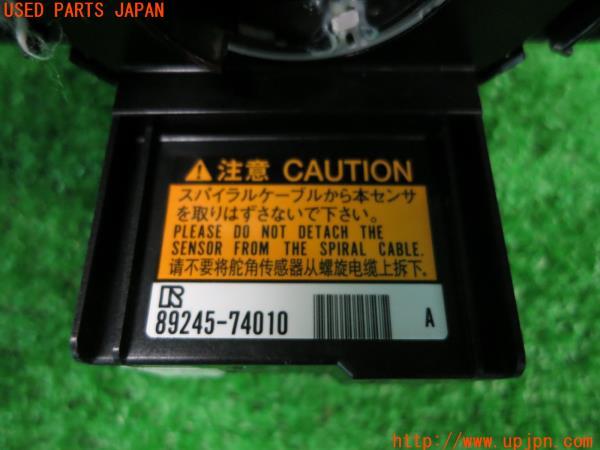 USED PARTS JAPAN
注意 CAUTION
スパイラルケーブルから本センサ
を取りはずさないで下さい。
PLEASE DO NOT DETACH THE
SENSOR FROM THE SPIRAL CABLE.
请不要将舵角传感器从螺旋电缆上拆下.
89245-74010 A
http://www.upjpn.com/